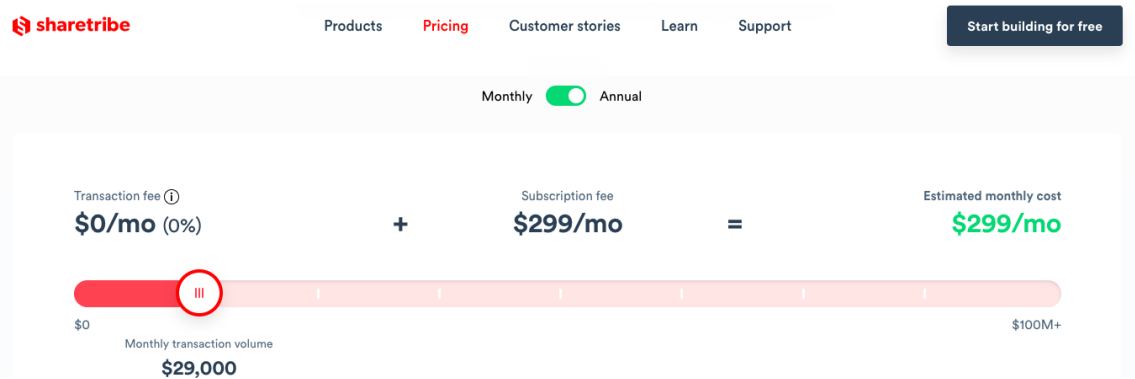 sharetribe Products Pricing Customer stories Learn Support Start building for free
Monthly Annual
Transaction fee Subscription fee Estimated monthly cost
$0/mo (0%) + $299/mo = $299/mo
$0 $100M+
Monthly transaction volume
$29,000